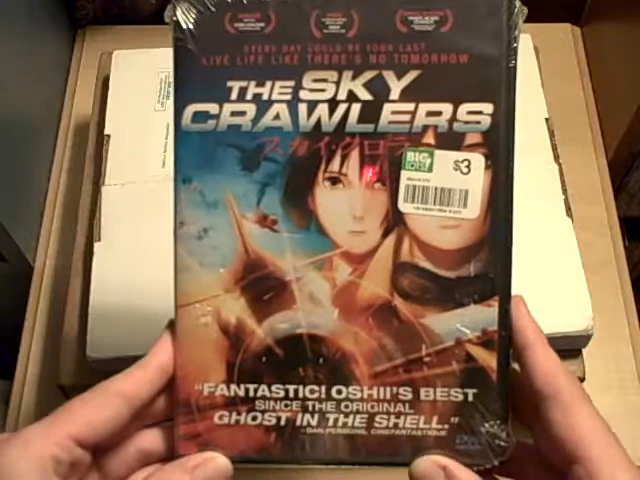 EVERY DAY COULD BE YOUR LAST
LIVE LIFE LIKE THERE'S NO TOMORROW
THE SKY
CRAWLERS
スカイ・クロラ
BIG
LOTS!
$3
"FANTASTIC! OSHII'S BEST
SINCE THE ORIGINAL
GHOST IN THE SHELL."
–DAN PERSONS, CINEFANTASTIQUE
DVD